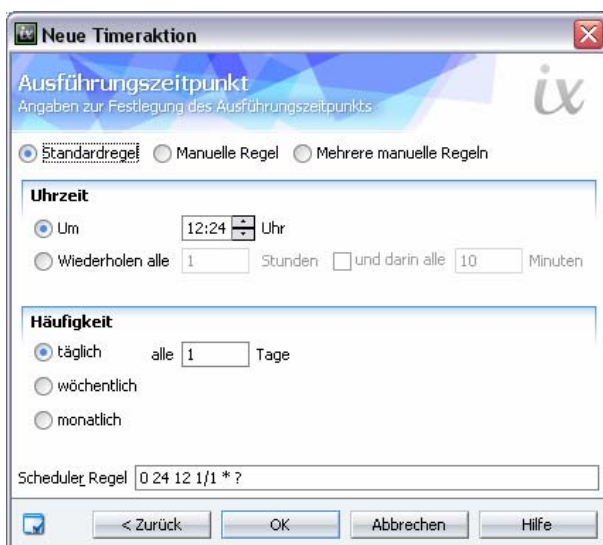 ix Neue Timeraktion
Ausführungszeitpunkt
Angaben zur Festlegung des Ausführungszeitpunkts
ix
Standardregel Manuelle Regel Mehrere manuelle Regeln
Uhrzeit
Um 12:24 Uhr
Wiederholen alle 1 Stunden und darin alle 10 Minuten
Häufigkeit
täglich alle 1 Tage
wöchentlich
monatlich
Scheduler Regel 0 24 12 1/1 * ?
< Zurück OK Abbrechen Hilfe